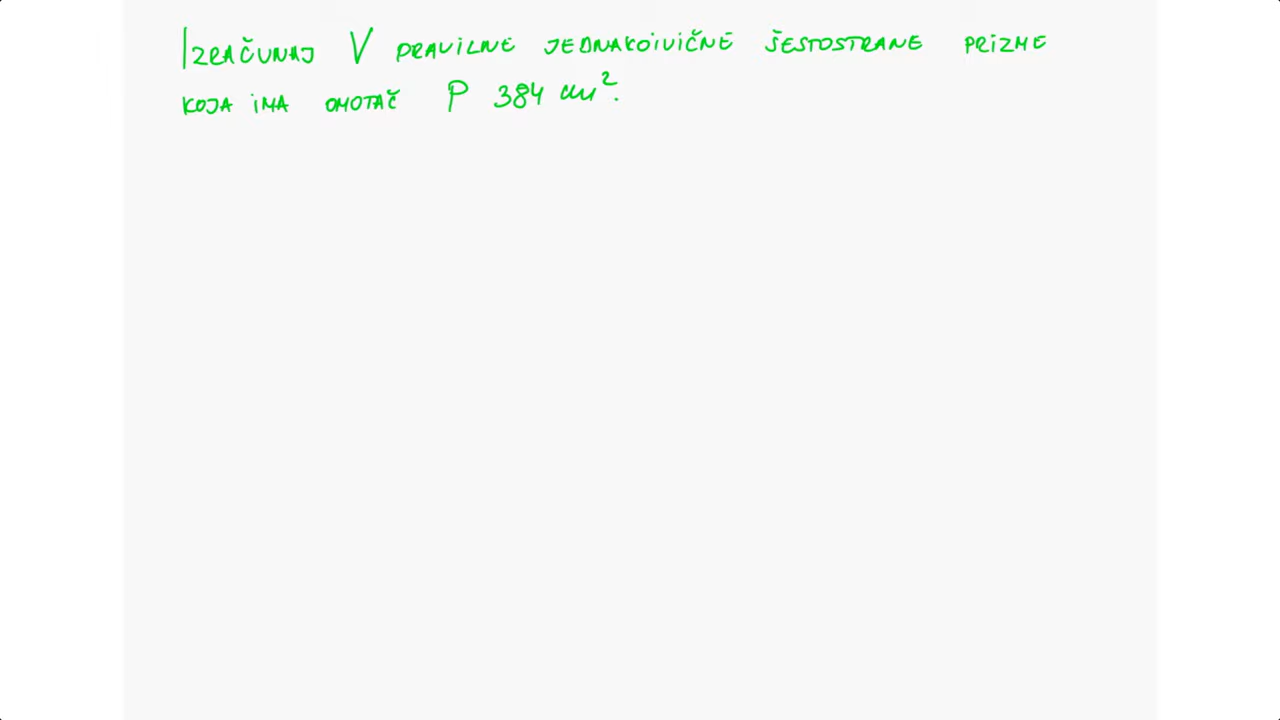 Izračunaj V pravilne jednakoivične šestostrane prizme
koja ima omotač P 384 cm².